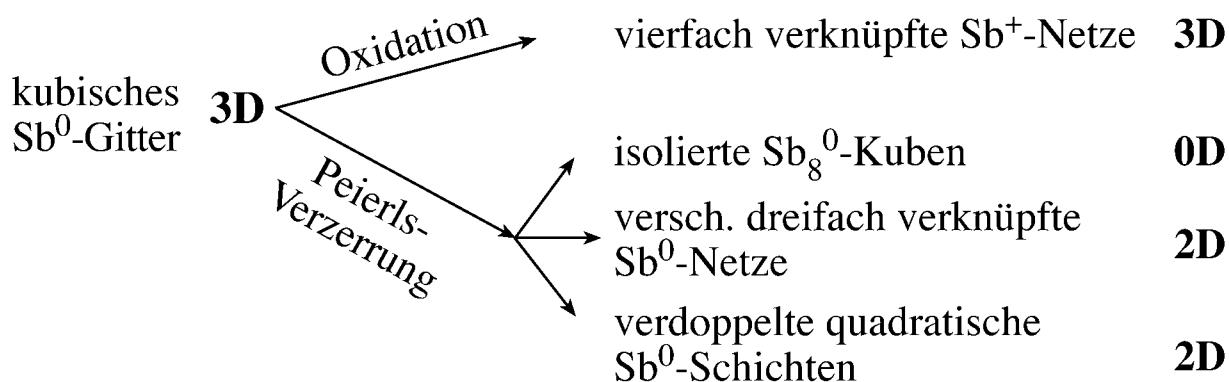 Oxidation
vierfach verknüpfte Sb⁺-Netze 3D
kubisches
Sb⁰-Gitter
3D
Peierls-
Verzerrung
isolierte Sb₈⁰-Kuben 0D
versch. dreifach verknüpfte
Sb⁰-Netze 2D
verdoppelte quadratische
Sb⁰-Schichten 2D